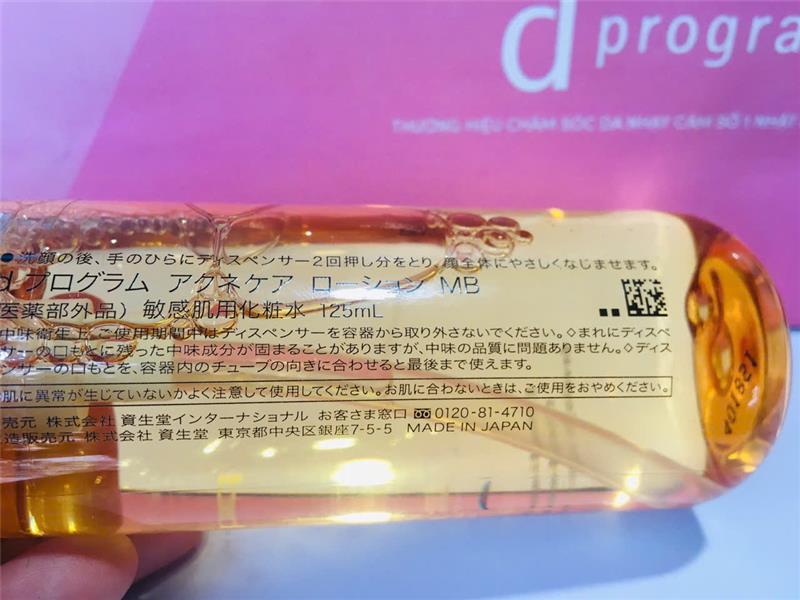 d progra
THƯƠNG HIỆU CHĂM SÓC DA NHẠY CẢM SỐ 1 NHẬT
●洗顔の後、手のひらにディスペンサー2回押し分をとり、顔全体にやさしくなじませます。
d プログラム アクネケア ローション MB
医薬部外品） 敏感肌用化粧水 125mL
中味衛生上、ご使用期間中はディスペンサーを容器から取り外さないでください。◇まれにディスペ
サーの口もとに残った中味成分が固まることがありますが、中味の品質に問題ありません。◇ディス
ンサーの口もとを、容器内のチューブの向きに合わせると最後まで使えます。
お肌に異常が生じていないかよく注意して使用してください。お肌に合わないときは、ご使用をおやめください。
売元 株式会社 資生堂インターナショナル お客さま窓口 0120-81-4710
造販売元 株式会社 資生堂 東京都中央区銀座7-5-5 MADE IN JAPAN